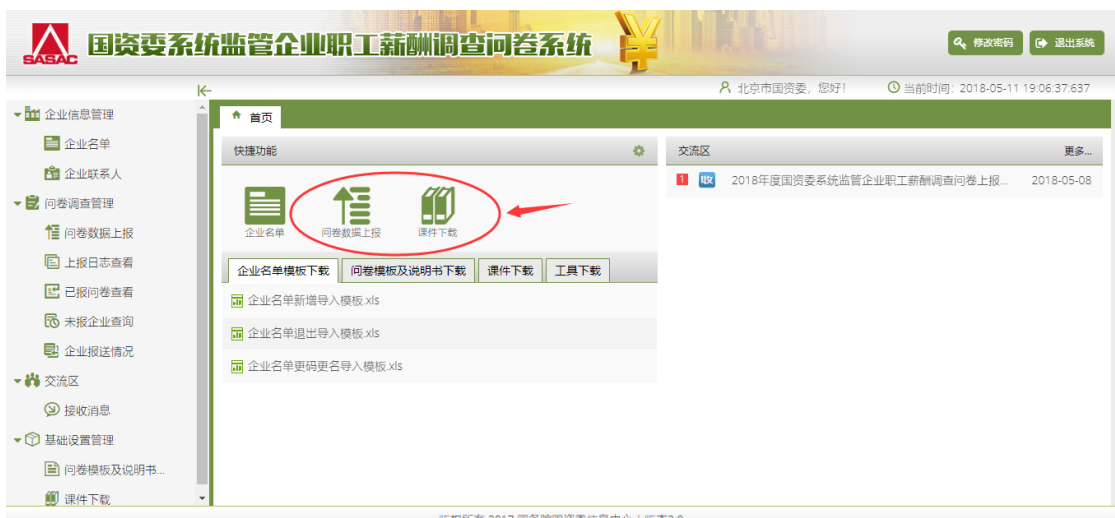 SASAC
国资委系统监管企业职工薪酬调查问卷系统
修改密码
退出系统
北京市国资委，您好！
当前时间：2018-05-11 19:06:37:637
企业信息管理
企业名单
企业联系人
问卷调查管理
问卷数据上报
上报日志查看
已报问卷查看
未报企业查询
企业报送情况
交流区
接收消息
基础设置管理
问卷模板及说明书...
课件下载
首页
快捷功能
企业名单
问卷数据上报
课件下载
企业名单模板下载
问卷模板及说明书下载
课件下载
工具下载
企业名单新增导入模板.xls
企业名单退出导入模板.xls
企业名单更码更名导入模板.xls
交流区
更多...
1 收 2018年度国资委系统监管企业职工薪酬调查问卷上报... 2018-05-08